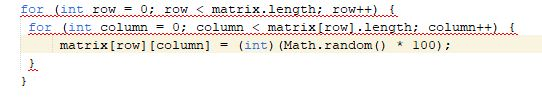 for (int row = 0; row < matrix.length; row++) {
for (int column = 0; column < matrix[row].length; column++) {
matrix[row][column] = (int)(Math.random() * 100);
}
}